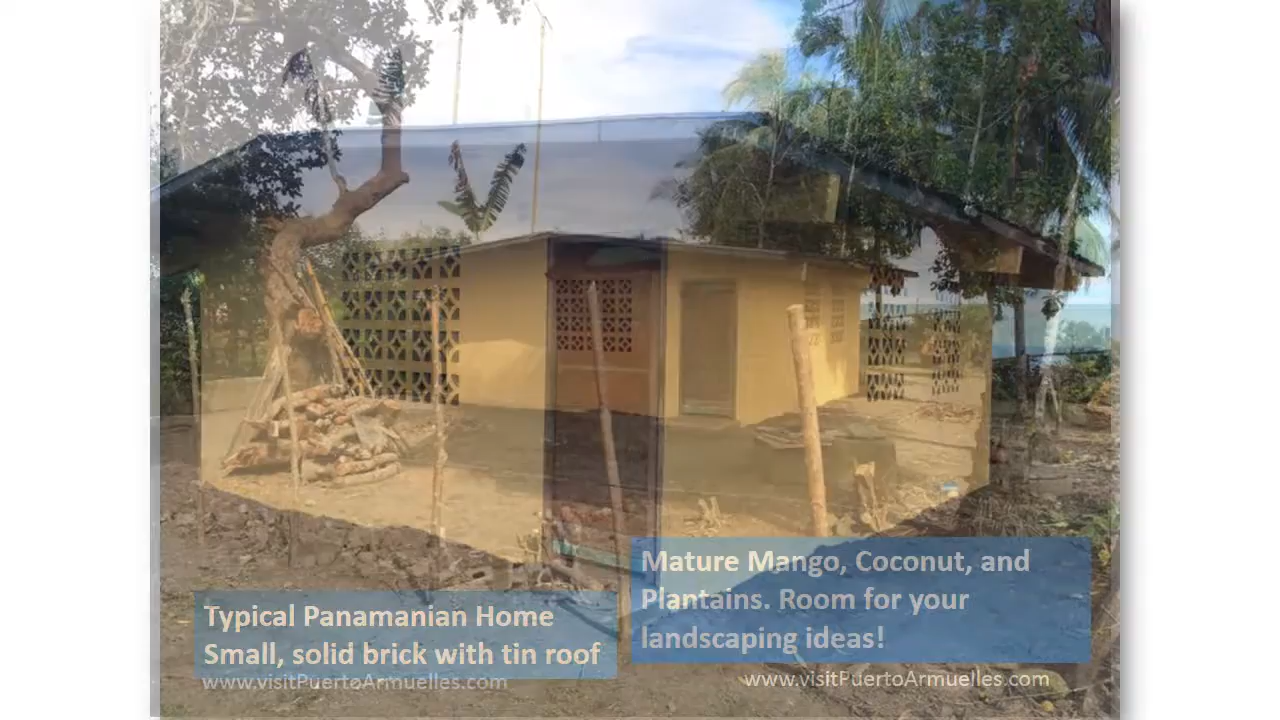 Typical Panamanian Home
Small, solid brick with tin roof
www.visitPuertoArmuelles.com
Mature Mango, Coconut, and
Plantains. Room for your
landscaping ideas!
www.visitPuertoArmuelles.com